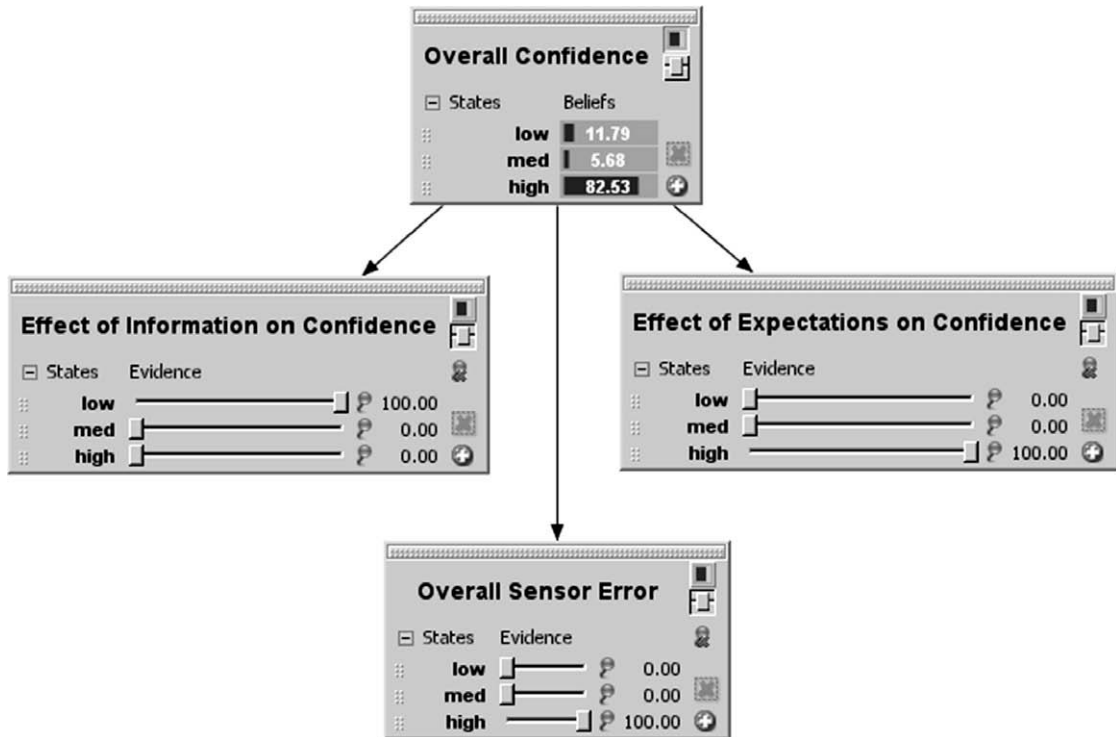 Overall Confidence
States Beliefs
low 11.79
med 5.68
high 82.53
Effect of Information on Confidence
States Evidence
low 100.00
med 0.00
high 0.00
Effect of Expectations on Confidence
States Evidence
low 0.00
med 0.00
high 100.00
Overall Sensor Error
States Evidence
low 0.00
med 0.00
high 100.00